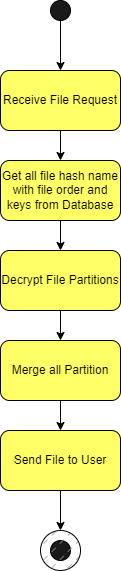 Receive File Request
Get all file hash name
with file order and
keys from Database
Decrypt File Partitions
Merge all Partition
Send File to User